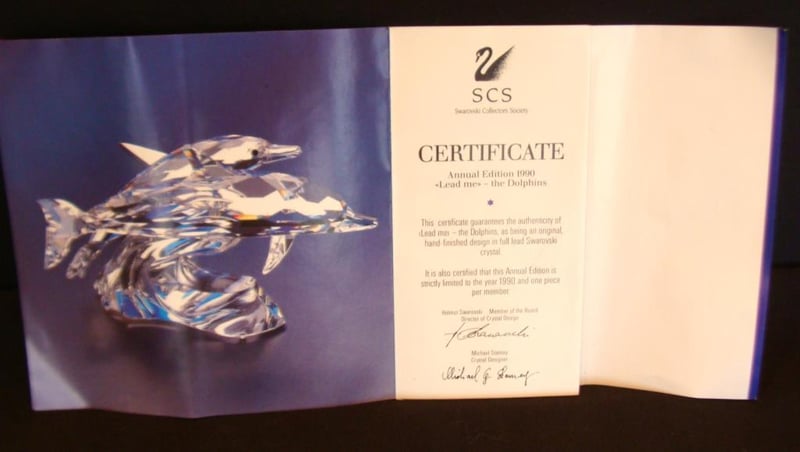 SCS
Swarovski Collectors Society
CERTIFICATE
Annual Edition 1990
«Lead me» – the Dolphins
This certificate guarantees the authenticity of
‹Lead me› – the Dolphins, as being an original,
hand-finished design in full lead Swarovski
crystal.
It is also certified that this Annual Edition is
strictly limited to the year 1990 and one piece
per member.
Helmut Swarovski Member of the Board
Director of Crystal Design
Michael Stamey
Crystal Designer
Michael G Stamey